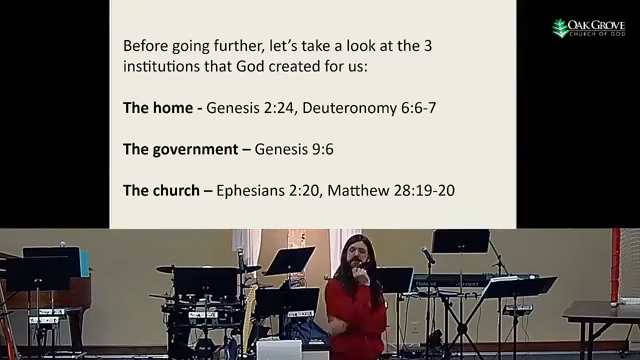 OAK GROVE
CHURCH OF GOD
Before going further, let's take a look at the 3
institutions that God created for us:
The home - Genesis 2:24, Deuteronomy 6:6-7
The government – Genesis 9:6
The church – Ephesians 2:20, Matthew 28:19-20